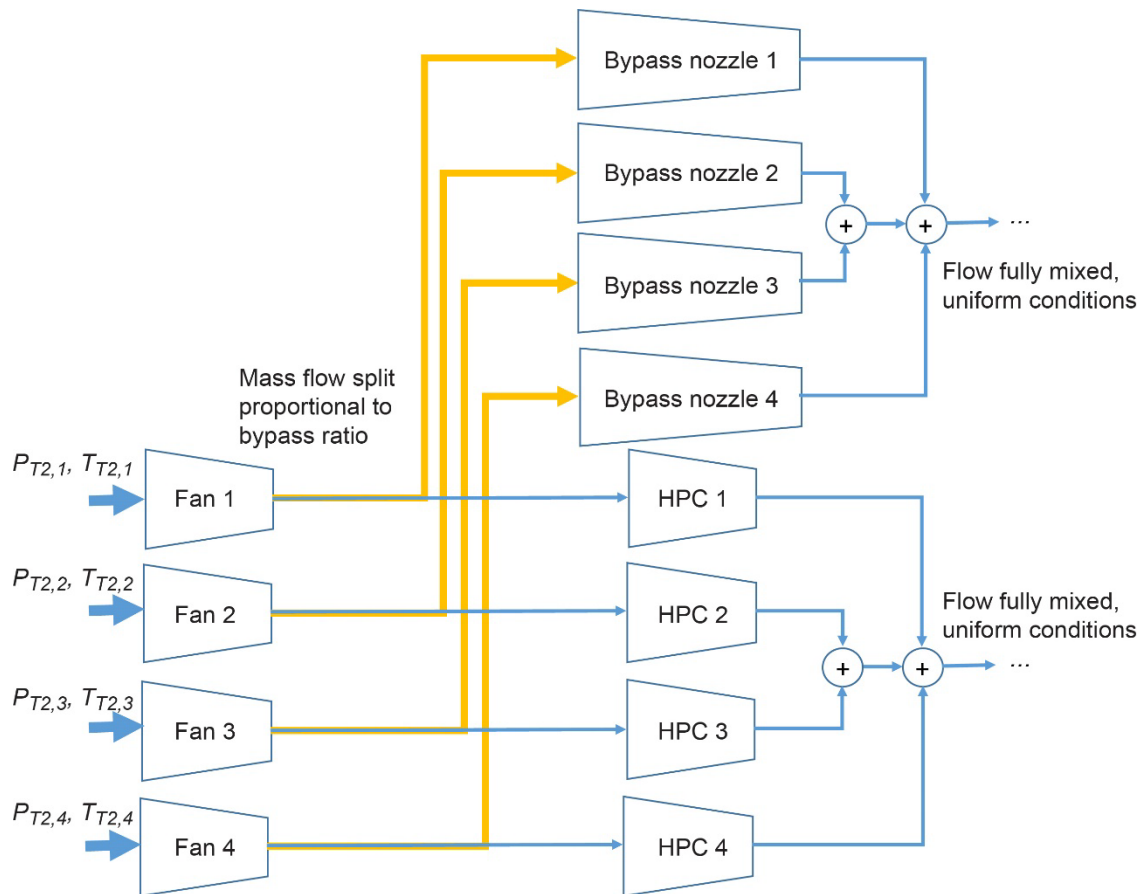 Bypass nozzle 1
Bypass nozzle 2
+
+
...
Bypass nozzle 3
Flow fully mixed,
uniform conditions
Bypass nozzle 4
Mass flow split
proportional to
bypass ratio
P_{T2,1}, T_{T2,1}
Fan 1
HPC 1
P_{T2,2}, T_{T2,2}
Fan 2
HPC 2
Flow fully mixed,
uniform conditions
+
+
...
P_{T2,3}, T_{T2,3}
Fan 3
HPC 3
P_{T2,4}, T_{T2,4}
Fan 4
HPC 4